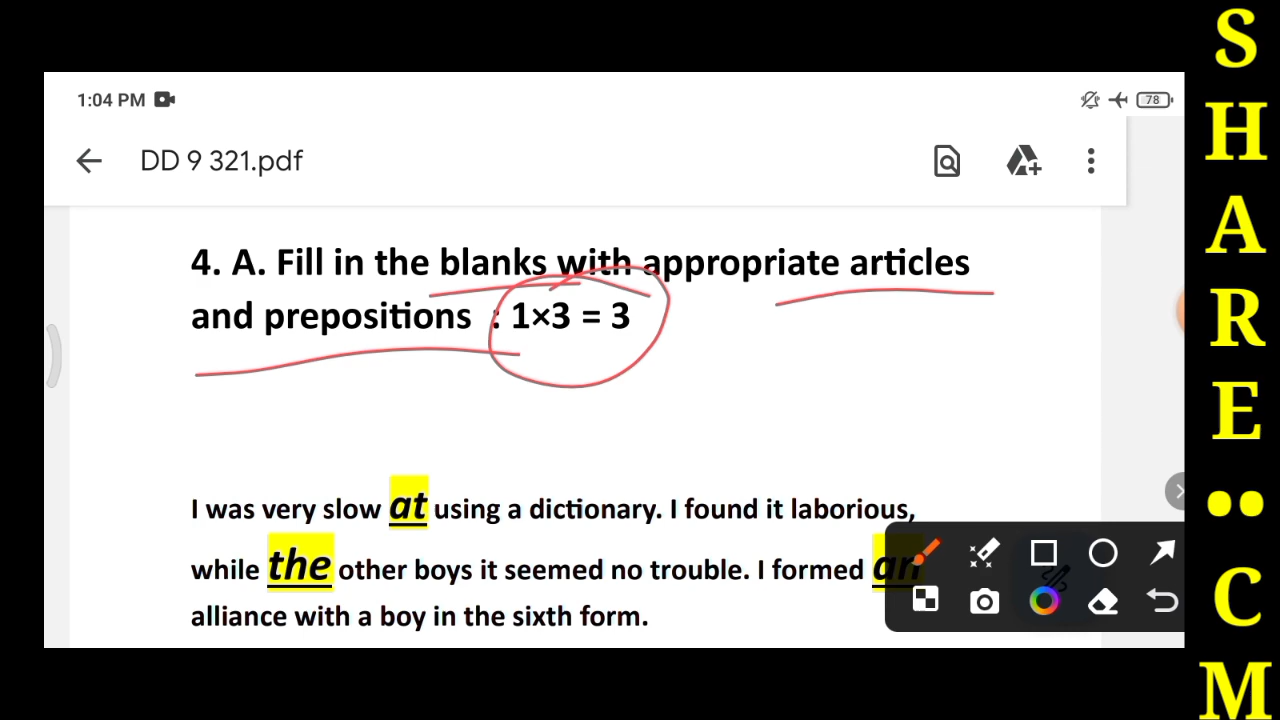 1:04 PM
78
DD 9 321.pdf
4. A. Fill in the blanks with appropriate articles
and prepositions : 1×3 = 3
I was very slow at using a dictionary. I found it laborious,
while the other boys it seemed no trouble. I formed an
alliance with a boy in the sixth form.
SHARE••CM